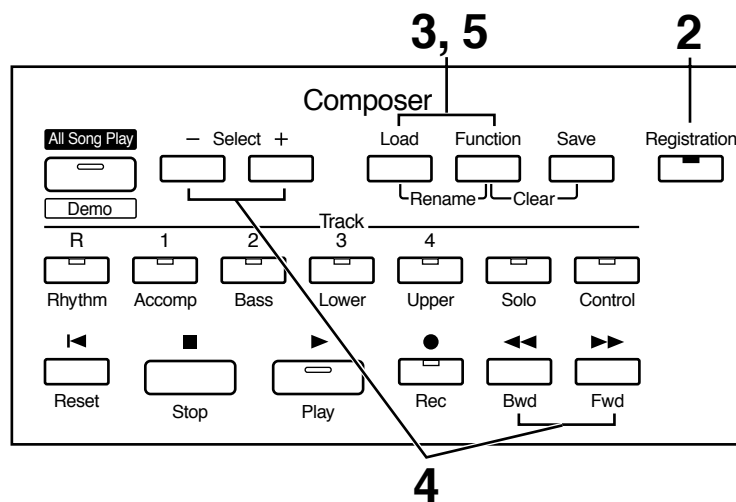 3, 5 2
Composer
All Song Play − Select + Load Function Save Registration
Rename Clear
Demo
Track
R 1 2 3 4
Rhythm Accomp Bass Lower Upper Solo Control
Reset Stop Play Rec Bwd Fwd
4